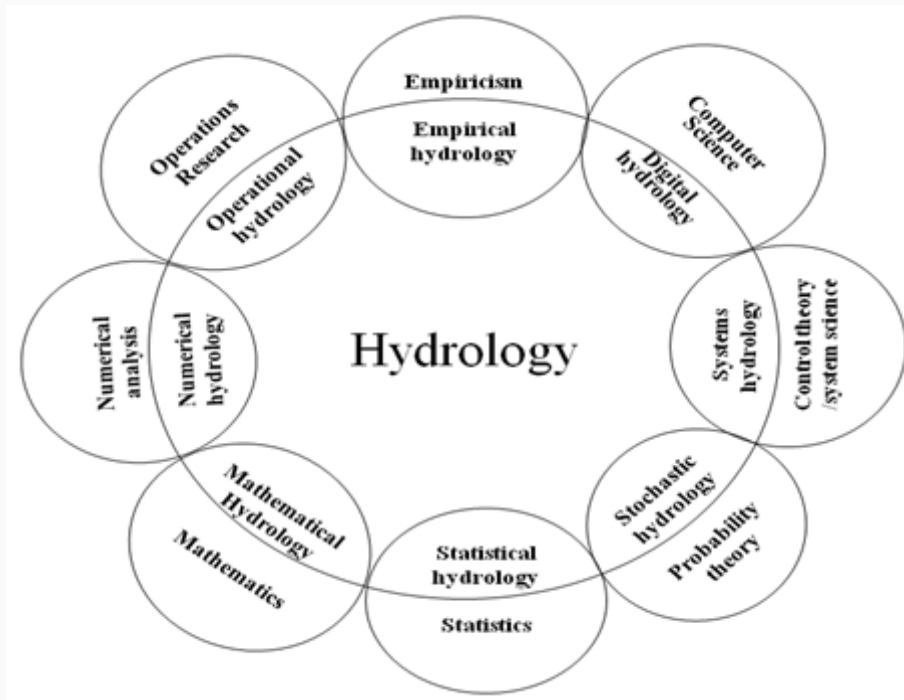 Empiricism
Empirical
hydrology
Computer
Science
Digital
hydrology
Control theory
/system science
Systems
hydrology
Stochastic
hydrology
Probability
theory
Statistical
hydrology
Statistics
Mathematical
Hydrology
Mathematics
Numerical
analysis
Numerical
hydrology
Operations
Research
Operational
hydrology
Hydrology